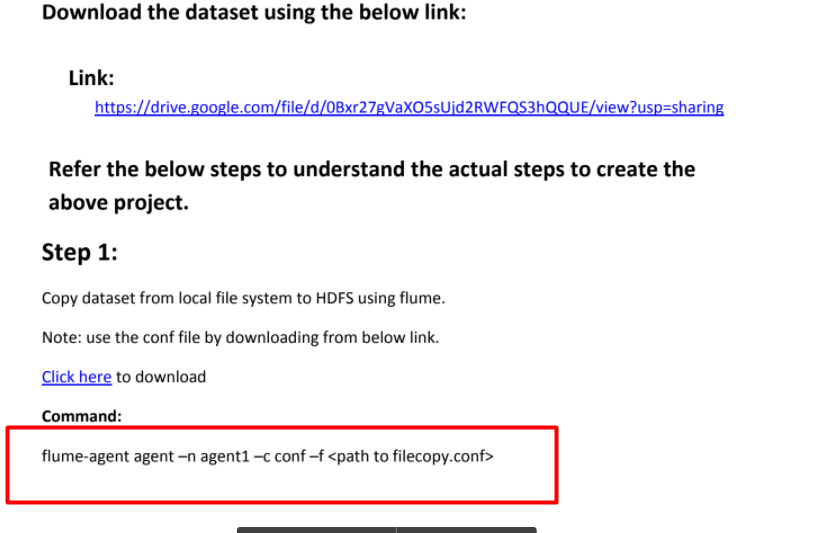 Download the dataset using the below link:
Link:
https://drive.google.com/file/d/0Bxr27gVaXO5sUjd2RWFQS3hQQUE/view?usp=sharing
Refer the below steps to understand the actual steps to create the
above project.
Step 1:
Copy dataset from local file system to HDFS using flume.
Note: use the conf file by downloading from below link.
Click here to download
Command:
flume-agent agent –n agent1 –c conf –f <path to filecopy.conf>